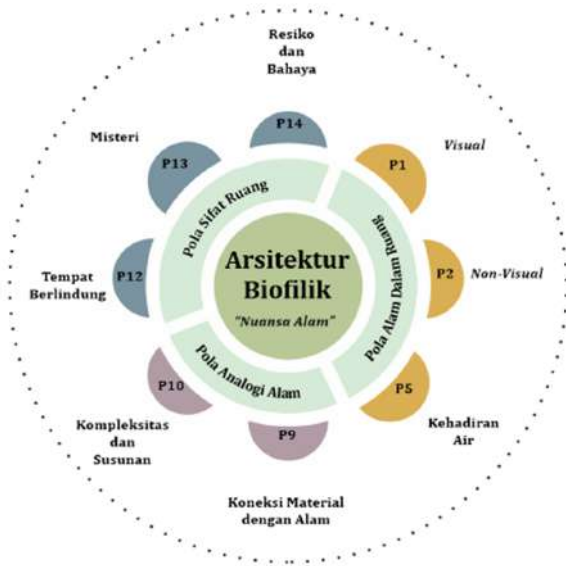 Resiko
dan
Bahaya
P14
Misteri
P13
P1
Visual
Pola Sifat Ruang
Pola Alam Dalam Ruang
Arsitektur
Biofilik
"Nuansa Alam"
Tempat
Berlindung
P12
P2
Non-Visual
Pola Analogi Alam
P10
P5
Kompleksitas
dan
Susunan
P9
Kehadiran
Air
Koneksi Material
dengan Alam